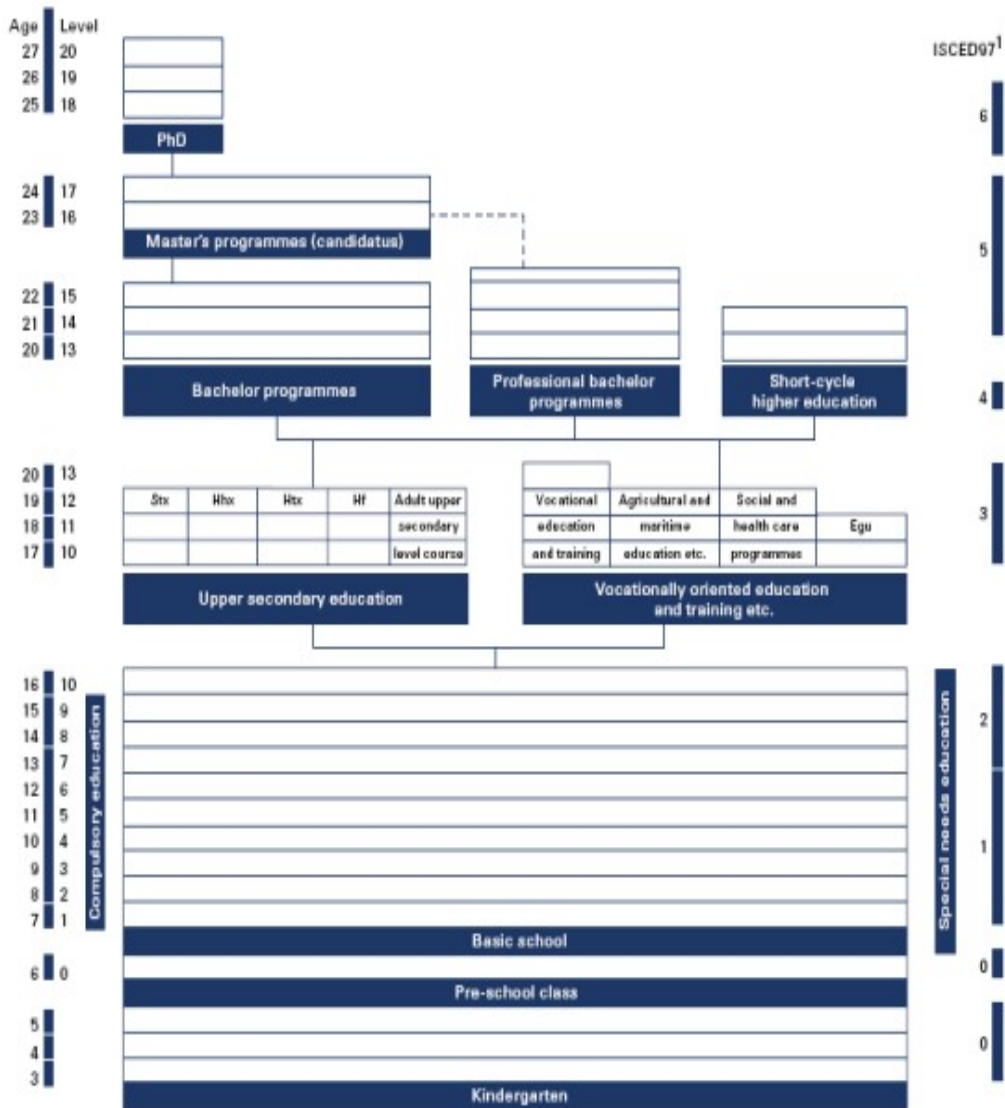 Age Level
27 20
ISCED97¹
26 19
25 18
6
PhD
24 17
23 16
Master's programmes (candidatus)
5
22 15
21 14
20 13
Bachelor programmes
Professional bachelor
programmes
Short-cycle
higher education
4
20 13
19 12
Stx Hhx Htx Hf Adult upper
Vocational Agricultural and Social and
3
18 11
secondary
education maritime health care Egu
17 10
level course
and training education etc. programmes
Upper secondary education
Vocationally oriented education
and training etc.
16 10
15 9
14 8
13 7
12 6
11 5
10 4
9 3
8 2
7 1
Compulsory education
Special needs education
2
1
Basic school
6 0
0
Pre-school class
5
4
3
0
Kindergarten